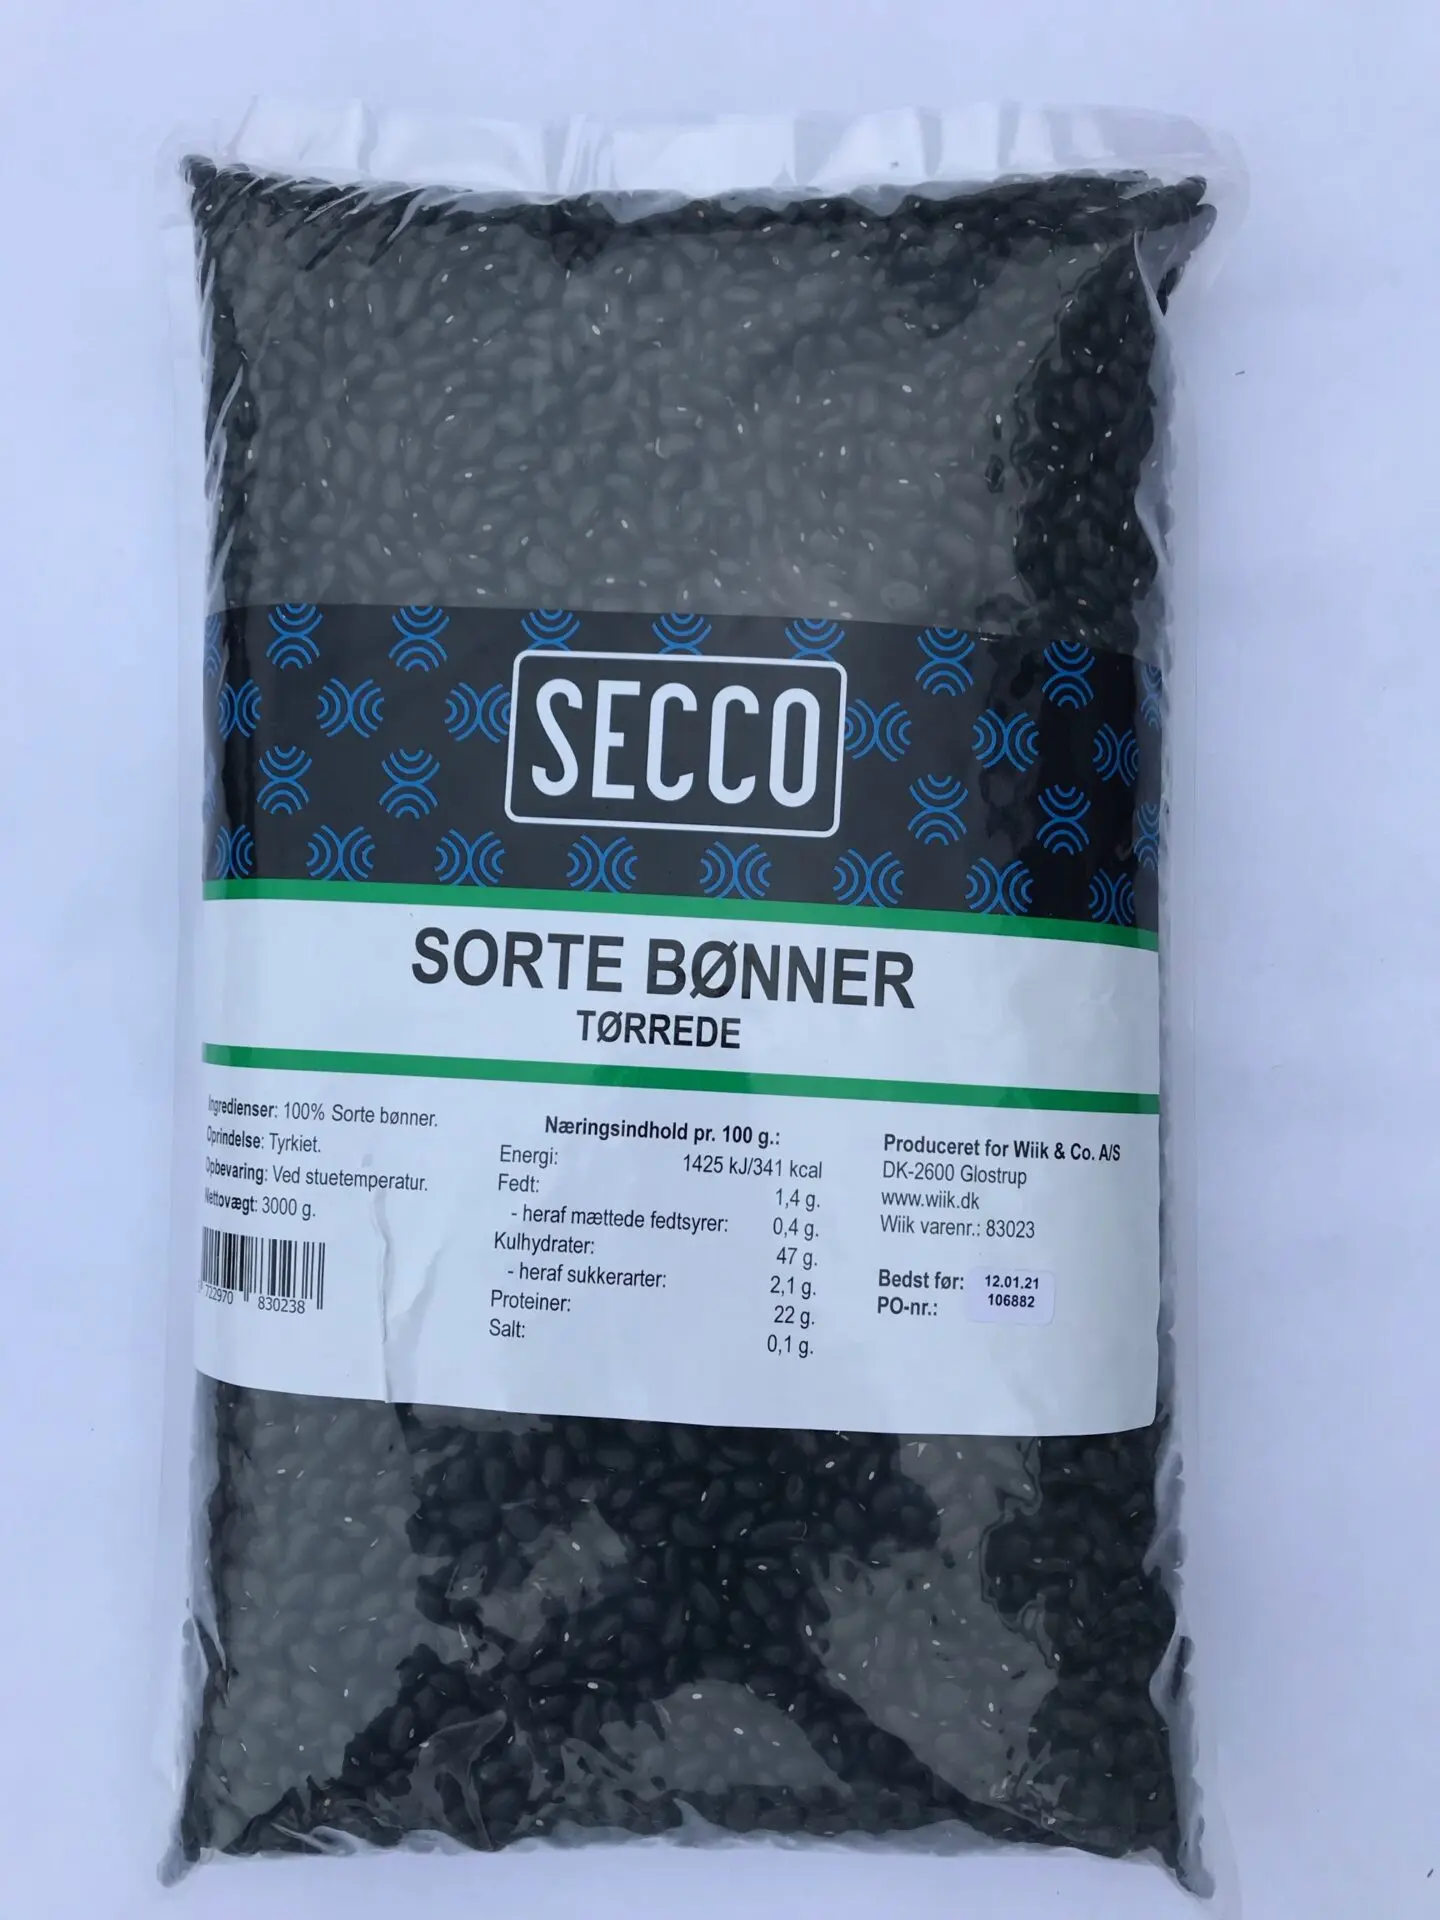 SECCO
SORTE BØNNER
TØRREDE
Ingredienser: 100% Sorte bønner.
Oprindelse: Tyrkiet.
Opbevaring: Ved stuetemperatur.
Nettovægt: 3000 g.
722970 830238
Næringsindhold pr. 100 g.:
Energi: 1425 kJ/341 kcal
Fedt: 1,4 g.
- heraf mættede fedtsyrer: 0,4 g.
Kulhydrater: 47 g.
- heraf sukkerarter: 2,1 g.
Proteiner: 22 g.
Salt: 0,1 g.
Produceret for Wiik & Co. A/S
DK-2600 Glostrup
www.wiik.dk
Wiik varenr.: 83023
Bedst før: 12.01.21
PO-nr.: 106882